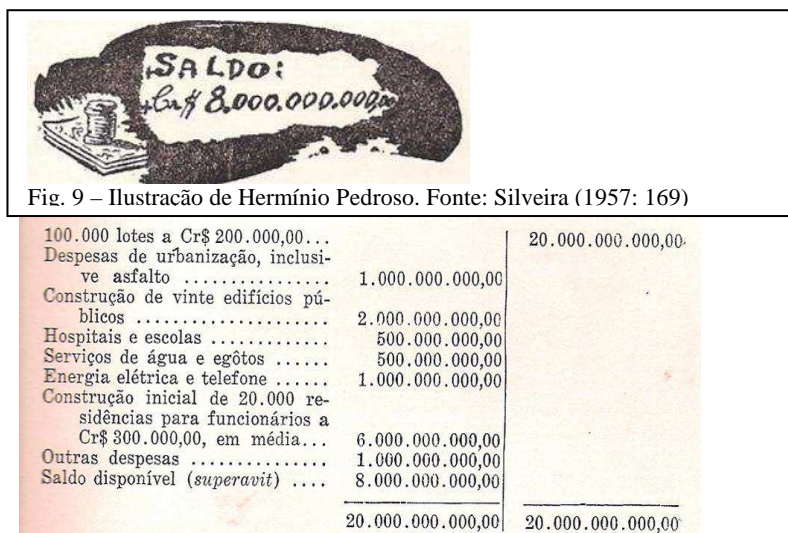 SALDO:
Cr$ 8.000.000.000,00
Fig. 9 – Ilustração de Hermínio Pedroso. Fonte: Silveira (1957: 169)
100.000 lotes a Cr$ 200.000,00... 20.000.000.000,00
Despesas de urbanização, inclusi-
ve asfalto ................ 1.000.000.000,00
Construção de vinte edifícios pú-
blicos ..................... 2.000.000.000,00
Hospitais e escolas ............. 500.000.000,00
Serviços de água e egôtos ...... 500.000.000,00
Energia elétrica e telefone ...... 1.000.000.000,00
Construção inicial de 20.000 re-
sidências para funcionários a
Cr$ 300.000,00, em média... 6.000.000.000,00
Outras despesas ............... 1.000.000.000,00
Saldo disponível (superavit) .... 8.000.000.000,00
20.000.000.000,00 20.000.000.000,00